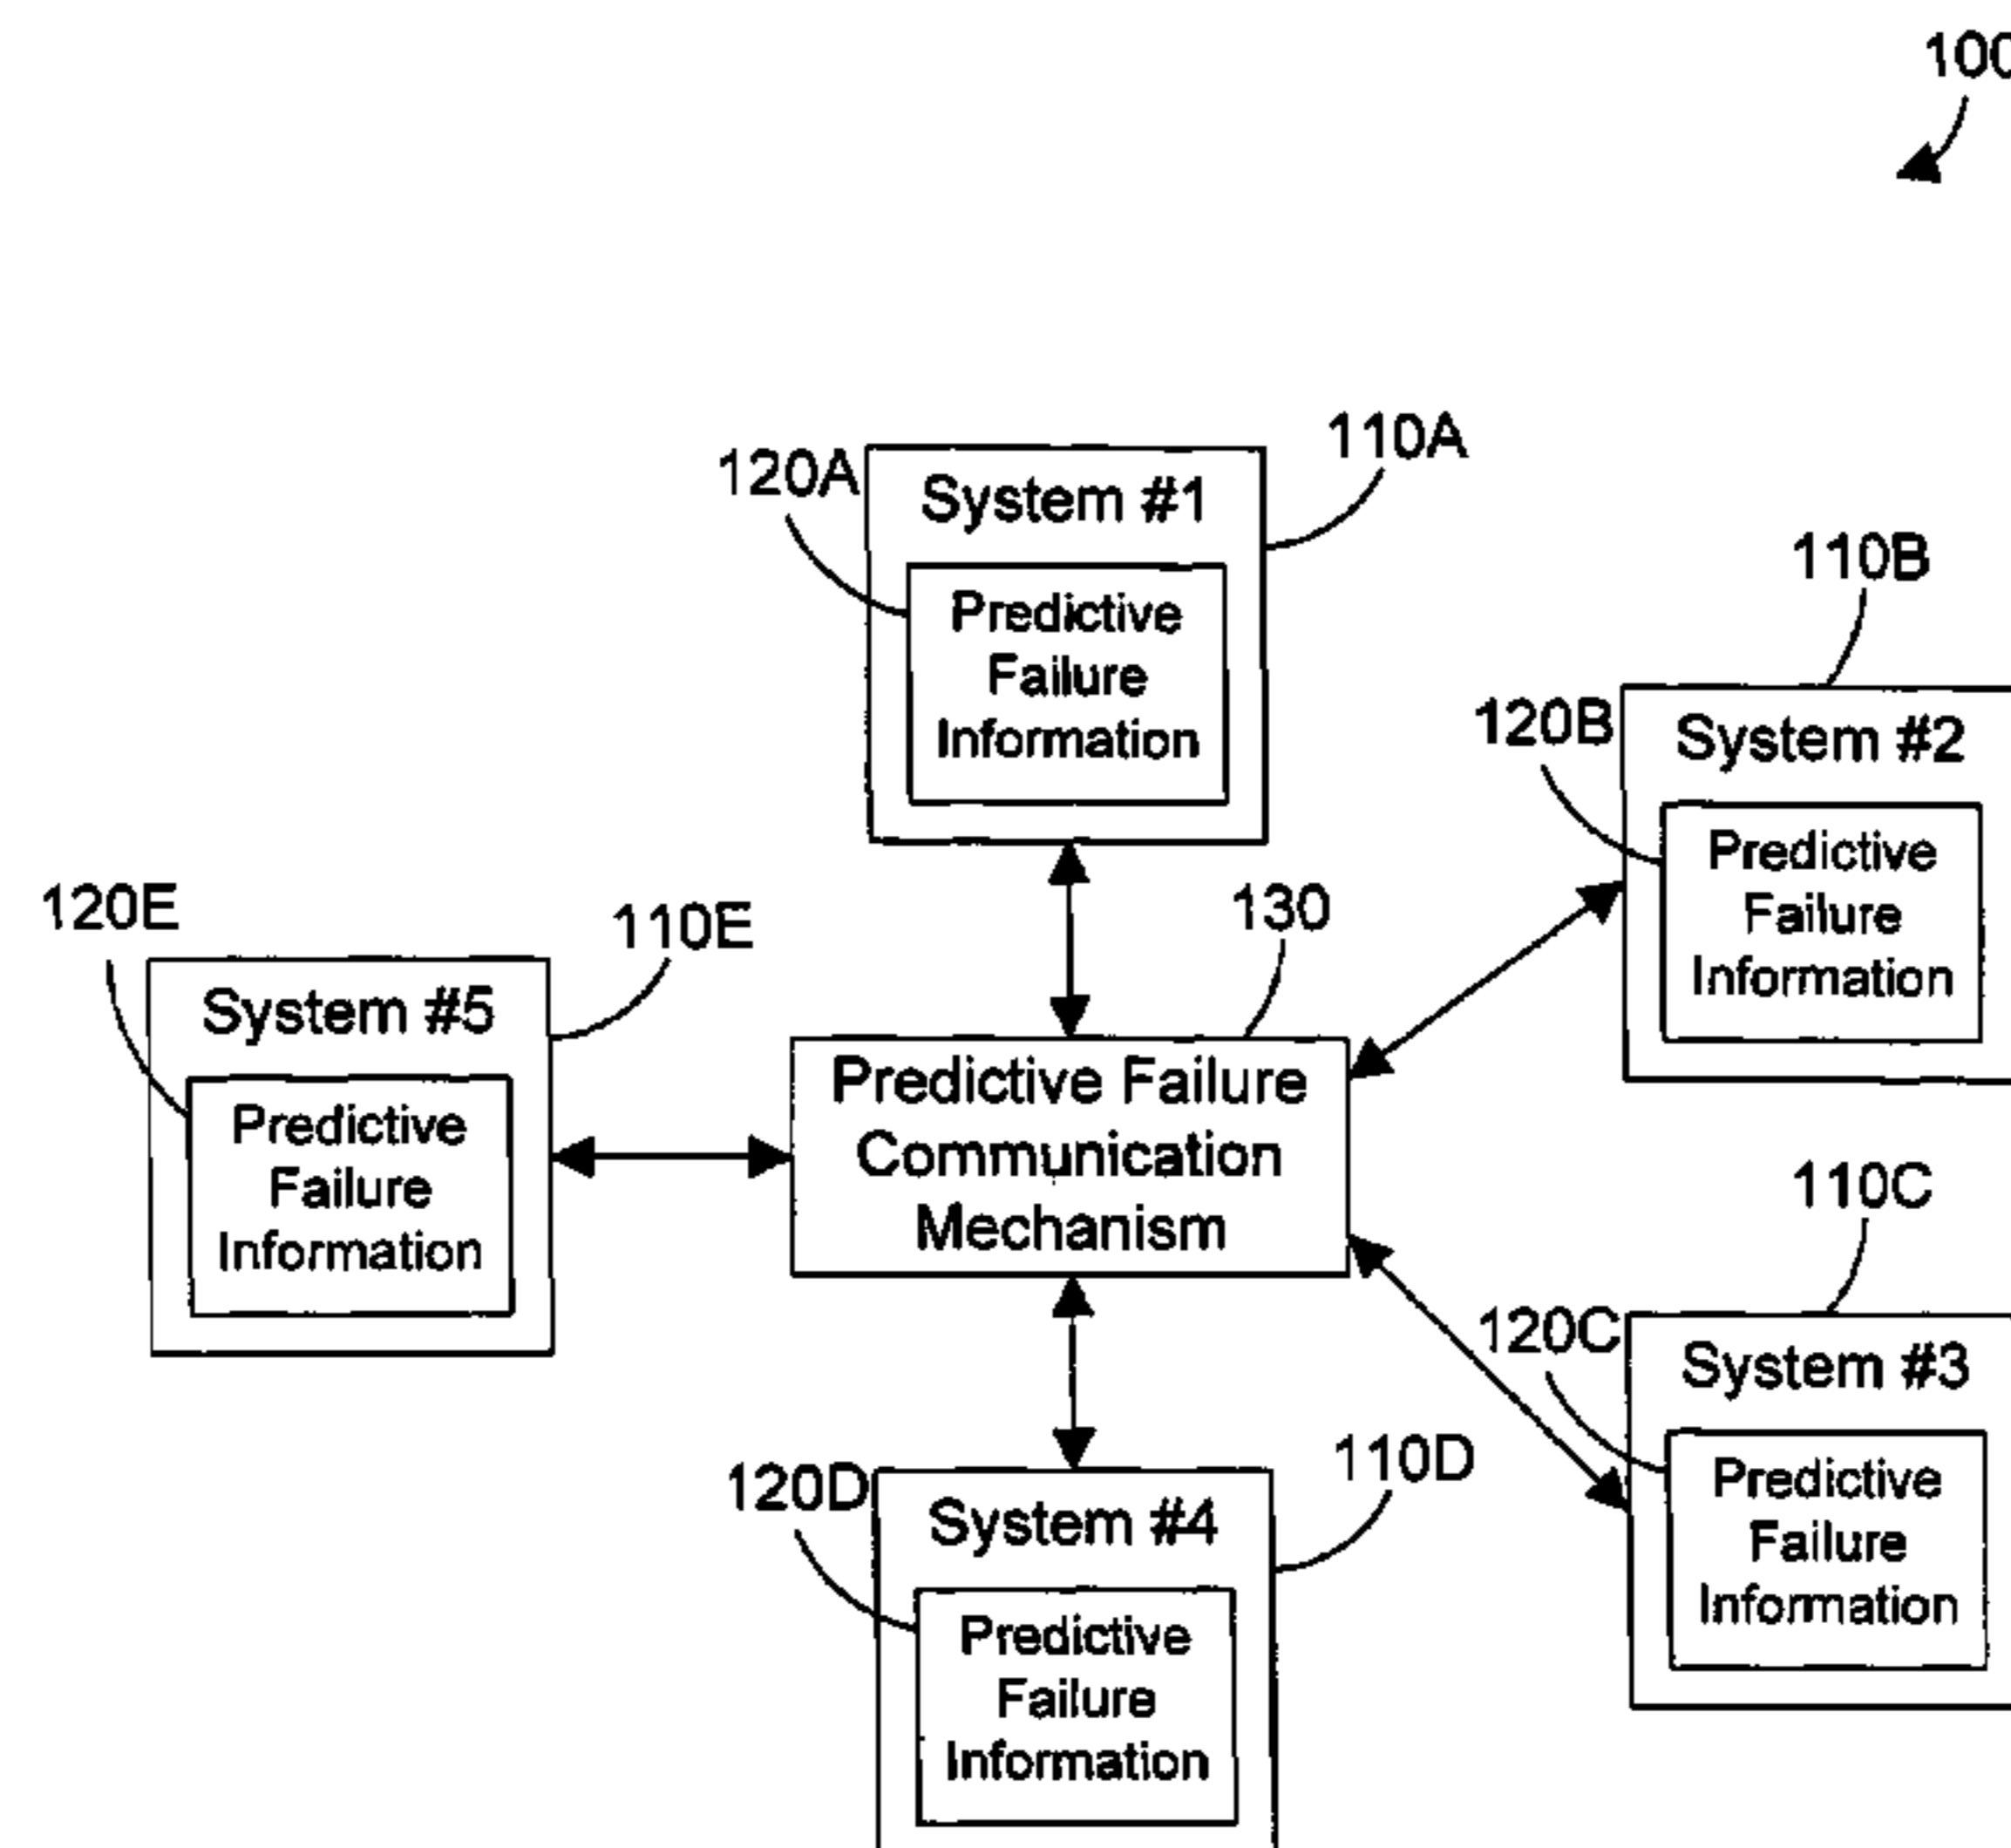 100
110A
120A
System #1
Predictive
Failure
Information
110B
120B
System #2
Predictive
Failure
Information
120E
110E
130
System #5
Predictive
Failure
Information
Predictive Failure
Communication
Mechanism
110C
120C
System #3
Predictive
Failure
Information
120D
110D
System #4
Predictive
Failure
Information